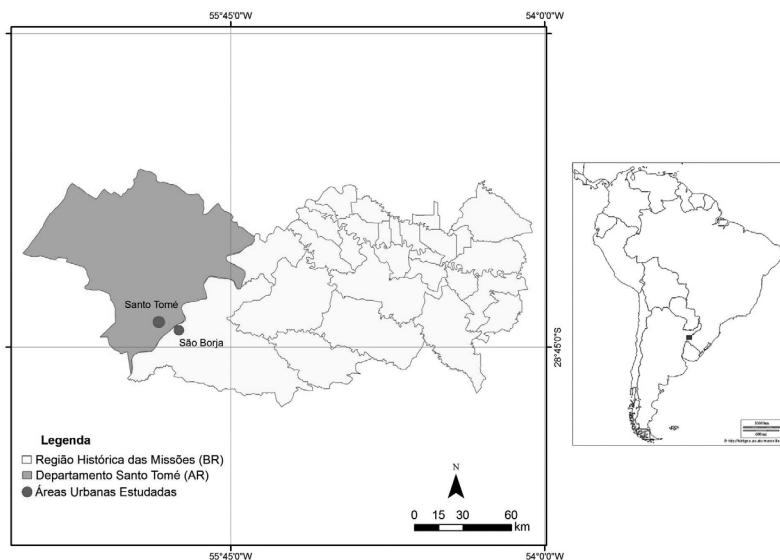 55°45'0"W
54°0'0"W
Santo Tomé
São Borja
28°45'0"S
Legenda
Região Histórica das Missões (BR)
Departamento Santo Tomé (AR)
Áreas Urbanas Estudadas
N
0 15 30 60
km
55°45'0"W
54°0'0"W